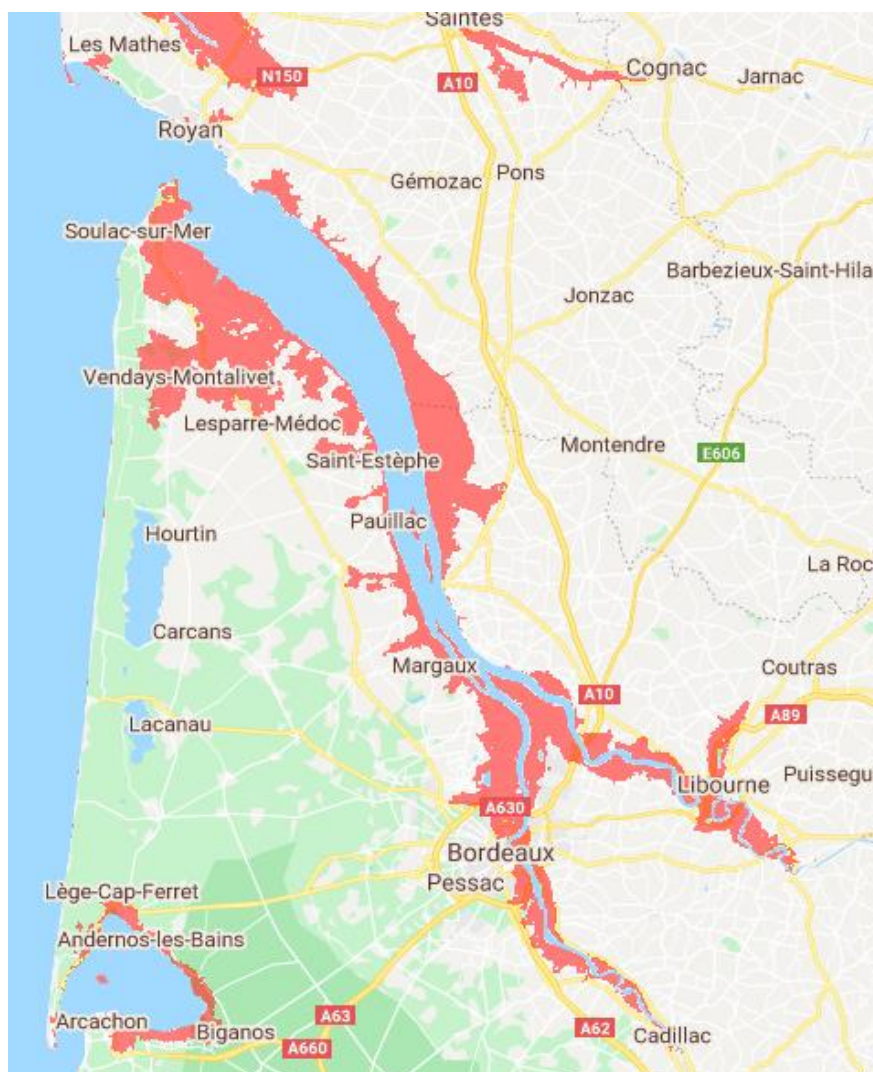 Saintes
Les Mathes
N150
A10
Cognac
Jarnac
Royan
Gémozac
Pons
Soulac-sur-Mer
Barbezieux-Saint-Hila
Jonzac
Vendays-Montalivet
Lesparre-Médoc
Montendre
Saint-Estèphe
E606
Pauillac
Hourtin
La Roc
Carcans
Margaux
Coutras
A10
A89
Lacanau
Libourne
Puissegu
A630
Bordeaux
Pessac
Lège-Cap-Ferret
Andernos-les-Bains
Arcachon
Biganos
A63
A62
Cadillac
A660